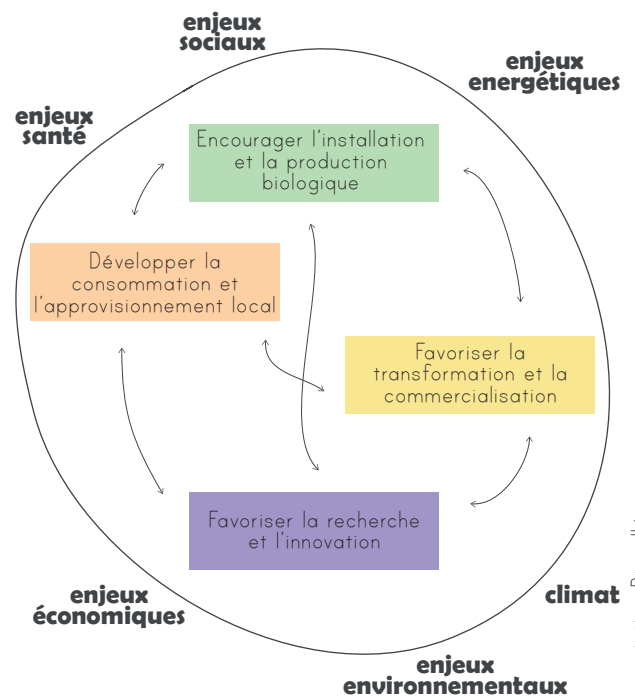 enjeux
sociaux
enjeux
énergétiques
enjeux
santé
Encourager l'installation
et la production
biologique
Développer la
consommation et
l'approvisionnement local
Favoriser la
transformation et la
commercialisation
Favoriser la recherche
et l'innovation
enjeux
économiques
climat
enjeux
environnementaux